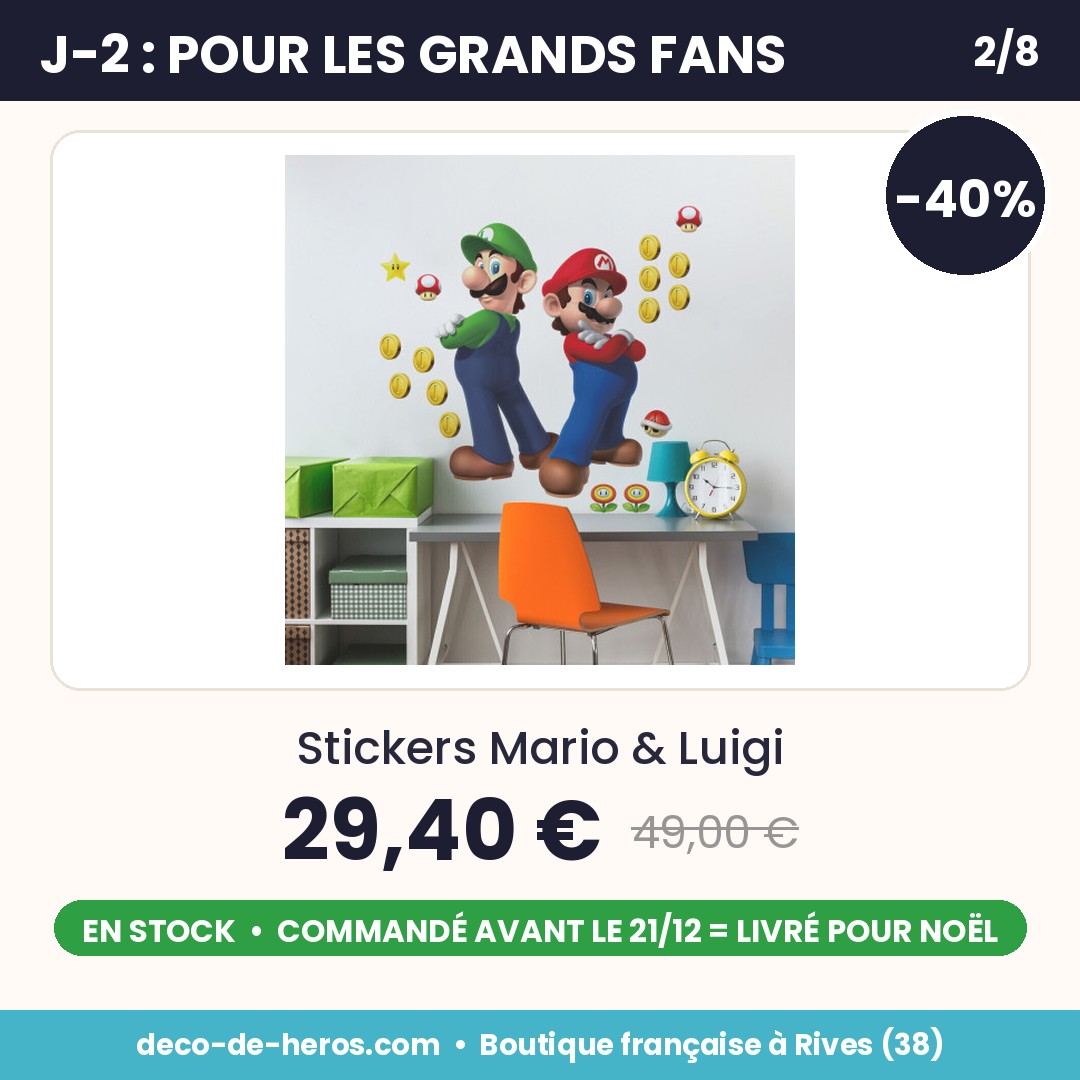 J-2 : POUR LES GRANDS FANS
2/8
-40%
M
Stickers Mario & Luigi
29,40 € 49,00 €
EN STOCK • COMMANDÉ AVANT LE 21/12 = LIVRÉ POUR NOËL
deco-de-heros.com • Boutique française à Rives (38)